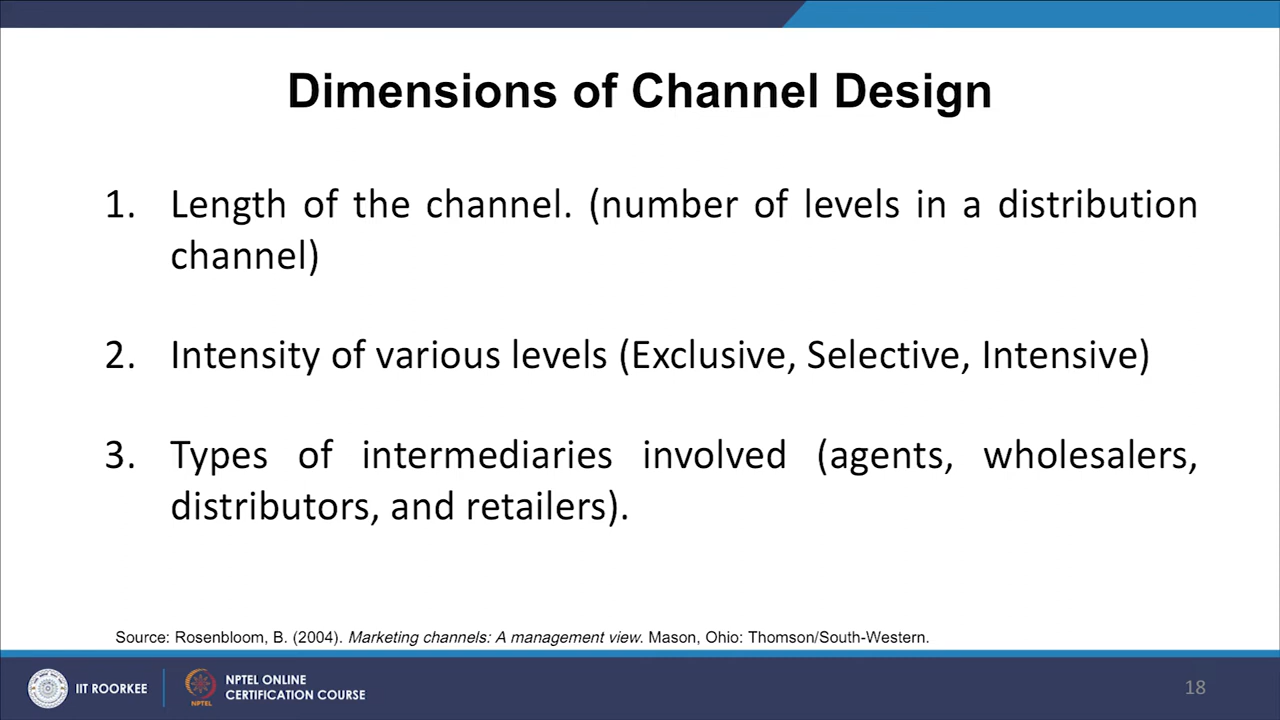 Dimensions of Channel Design
1. Length of the channel. (number of levels in a distribution
channel)
2. Intensity of various levels (Exclusive, Selective, Intensive)
3. Types of intermediaries involved (agents, wholesalers,
distributors, and retailers).
Source: Rosenbloom, B. (2004). Marketing channels: A management view. Mason, Ohio: Thomson/South-Western.
IIT ROORKEE
NPTEL
NPTEL ONLINE
CERTIFICATION COURSE
18